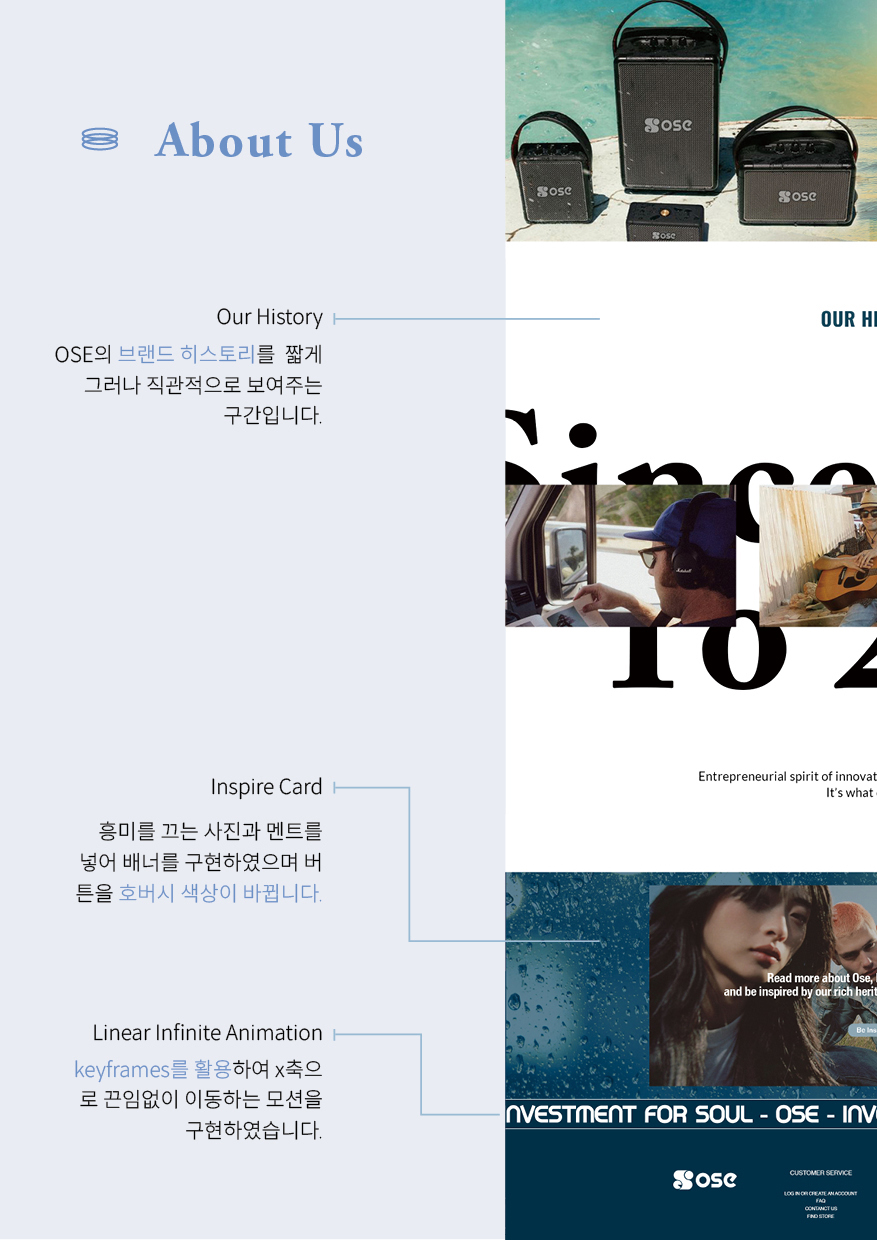 About Us
Our History
OSE의 브랜드 히스토리를 짧게
그러나 직관적으로 보여주는
구간입니다.
Inspire Card
흥미를 끄는 사진과 멘트를
넣어 배너를 구현하였으며 버
튼을 호버시 색상이 바뀝니다.
Linear Infinite Animation
keyframes를 활용하여 x축으
로 끈임없이 이동하는 모션을
구현하였습니다.
OSE
OSE
OSE
OSE
OUR HI
Since
Marshall
To 2
Entrepreneurial spirit of innovat
It's what
Read more about Ose,
and be inspired by our rich herit
Be Ins
NVESTMENT FOR SOUL - OSE - INV
OSE
CUSTOMER SERVICE
LOG IN OR CREATE AN ACCOUNT
FAQ
CONTANCT US
FIND STORE